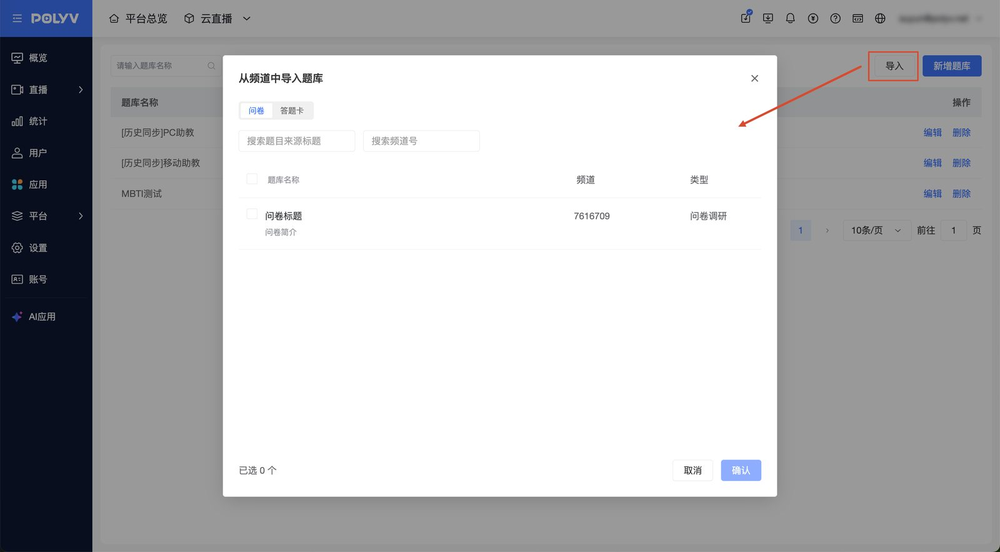 POLYV
平台总览
云直播
概览
直播
统计
用户
应用
平台
设置
账号
AI应用
请输入题库名称
导入
新增题库
题库名称
操作
[历史同步]PC助教
编辑 删除
[历史同步]移动助教
编辑 删除
MBTI测试
编辑 删除
1
10条/页
前往 1 页
从频道中导入题库
问卷 答题卡
搜索题目来源标题 搜索频道号
题库名称 频道 类型
问卷标题 7616709 问卷调研
问卷简介
已选 0 个
取消 确认